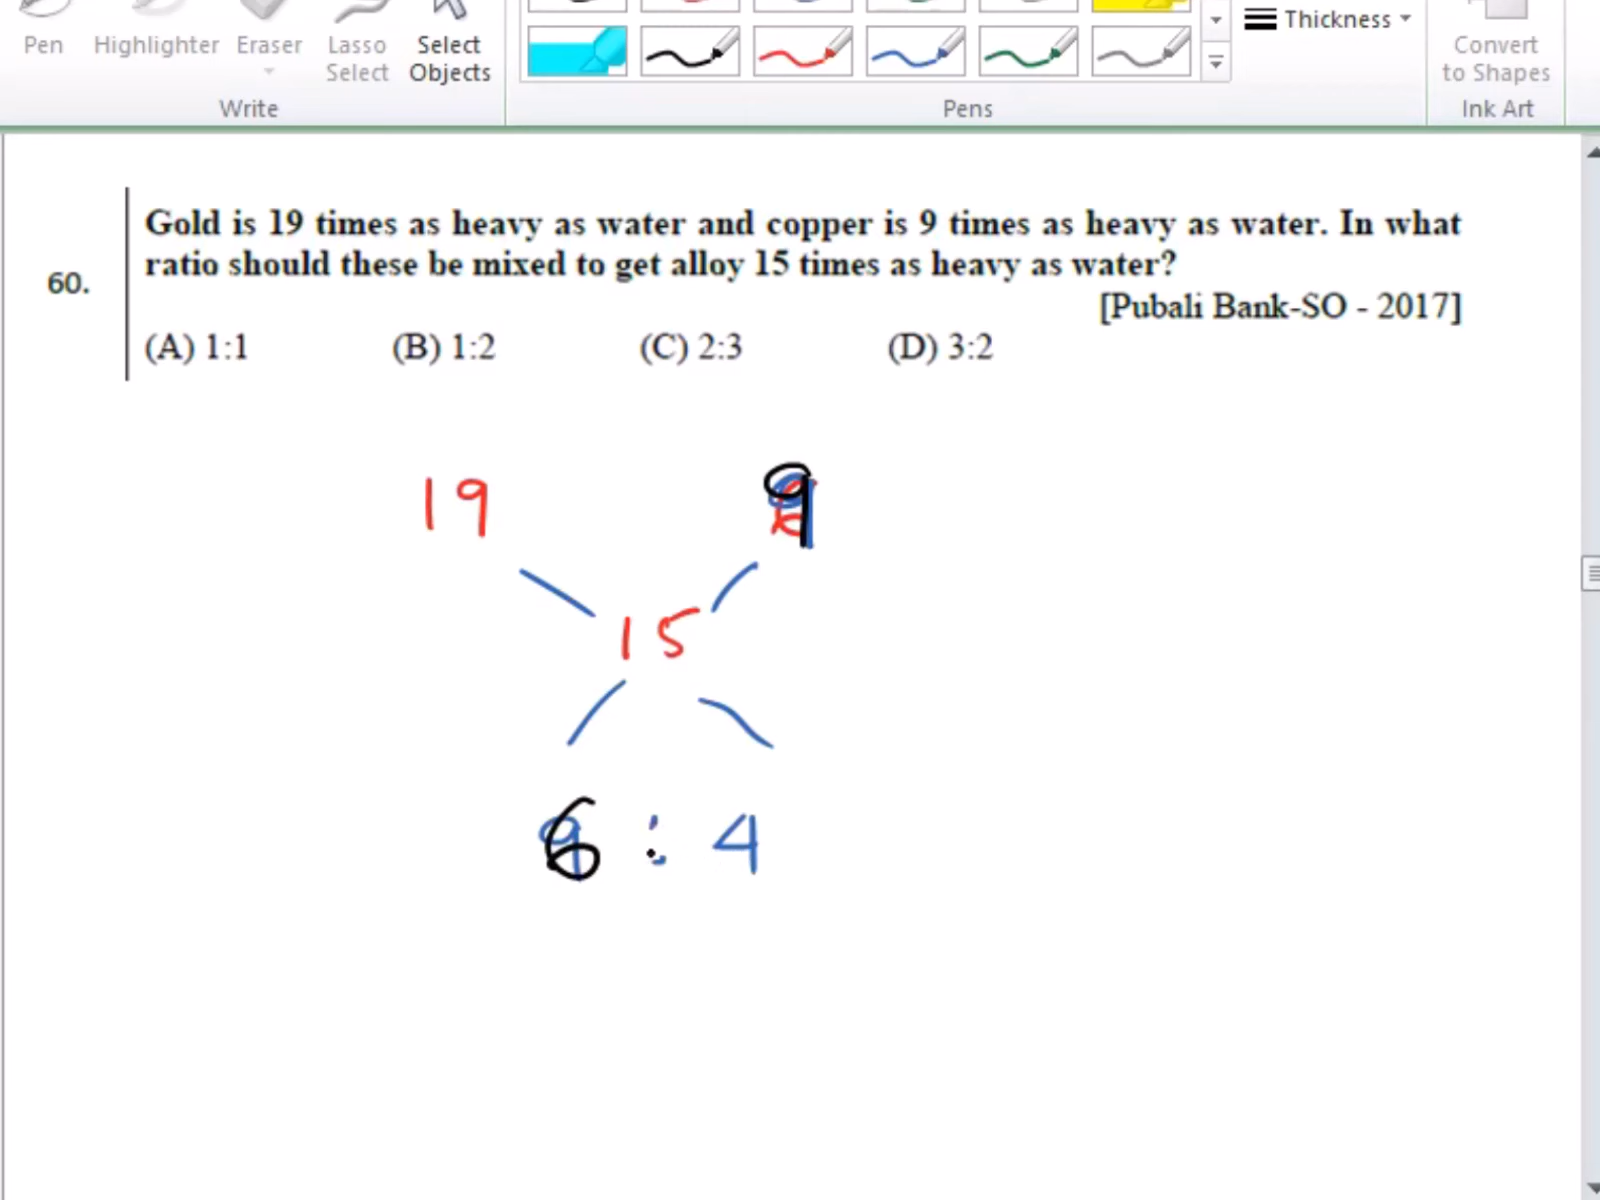 Pen Highlighter Eraser Lasso Select Select Objects
Thickness
Convert to Shapes
Write Pens Ink Art
60.
Gold is 19 times as heavy as water and copper is 9 times as heavy as water. In what
ratio should these be mixed to get alloy 15 times as heavy as water?
[Pubali Bank-SO - 2017]
(A) 1:1 (B) 1:2 (C) 2:3 (D) 3:2
19 9
15
6 : 4